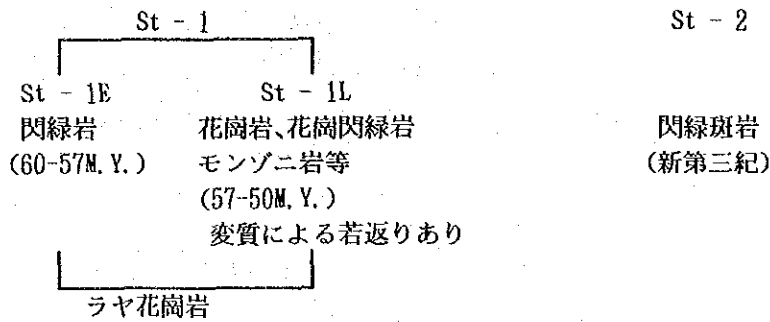 St - 1
St - 2
St - 1E
St - 1L
閃緑岩
花崗岩、花崗閃緑岩
閃緑斑岩
(60-57M.Y.)
モンゾニ岩等
(新第三紀)
(57-50M.Y.)
変質による若返りあり
ラヤ花崗岩